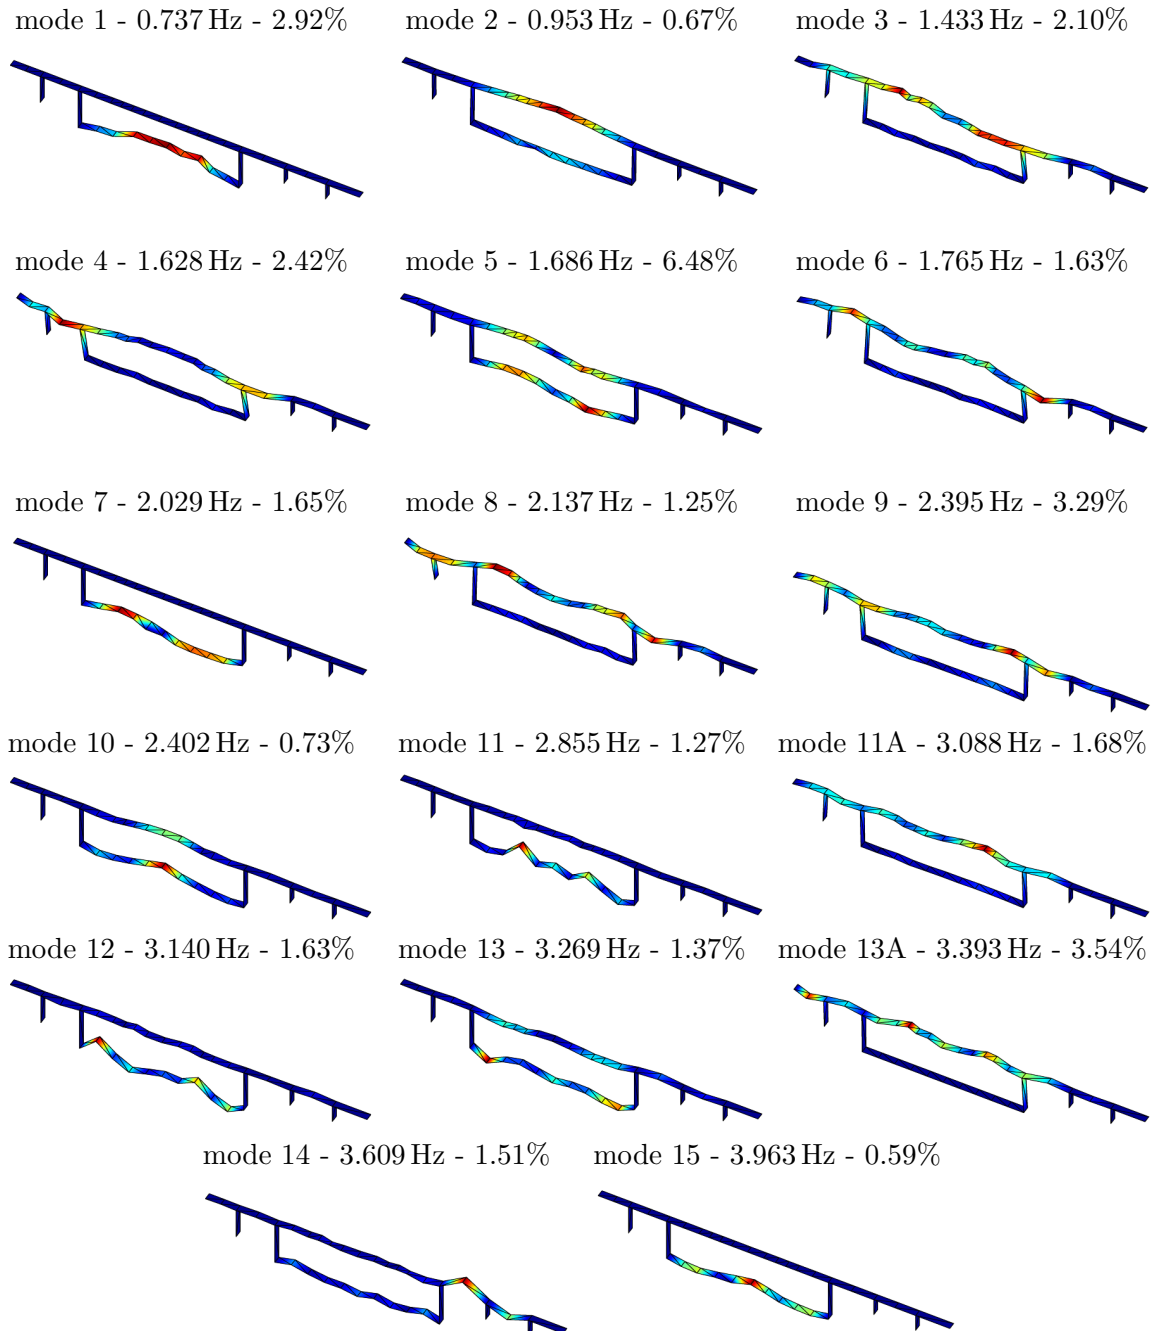 mode 1 - 0.737 Hz - 2.92%
mode 2 - 0.953 Hz - 0.67%
mode 3 - 1.433 Hz - 2.10%
mode 4 - 1.628 Hz - 2.42%
mode 5 - 1.686 Hz - 6.48%
mode 6 - 1.765 Hz - 1.63%
mode 7 - 2.029 Hz - 1.65%
mode 8 - 2.137 Hz - 1.25%
mode 9 - 2.395 Hz - 3.29%
mode 10 - 2.402 Hz - 0.73%
mode 11 - 2.855 Hz - 1.27%
mode 11A - 3.088 Hz - 1.68%
mode 12 - 3.140 Hz - 1.63%
mode 13 - 3.269 Hz - 1.37%
mode 13A - 3.393 Hz - 3.54%
mode 14 - 3.609 Hz - 1.51%
mode 15 - 3.963 Hz - 0.59%